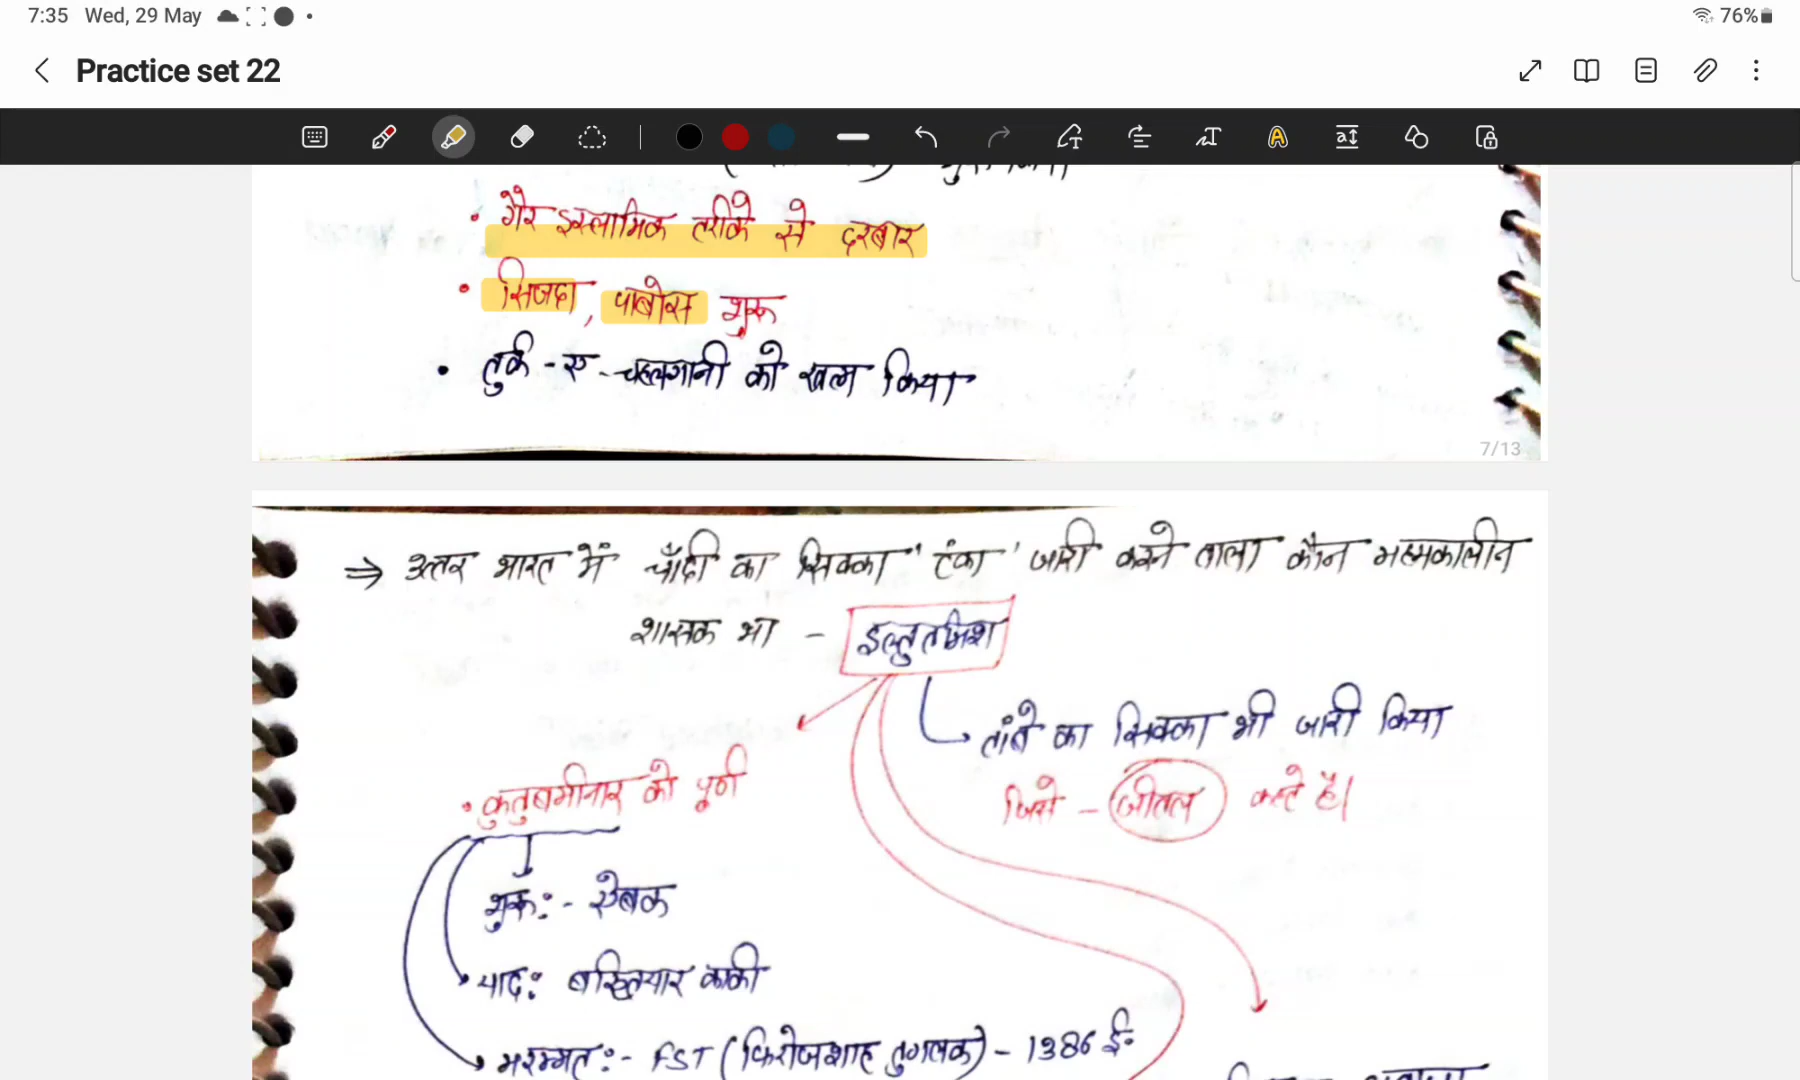 7:35 Wed, 29 May
76%
Practice set 22
• गैर इस्लामिक तरीके से दरबार
• सिजदा, पाबोस शुरू
• तुर्क-ए-चहलगानी को खत्म किया
7/13
⇒ उत्तर भारत में चाँदी का सिक्का 'टंका' जारी करने वाला कौन मध्यकालीन
शासक था - इल्तुतमिश
तांबे का सिक्का भी जारी किया
जिसे - जीतल कहते है।
• कुतुबमीनार को पूर्ण
शुरू:- ऐबक
याद: बख्तियार काकी
मरम्मत:- FST (फिरोजशाह तुगलक) - 1386 ई.